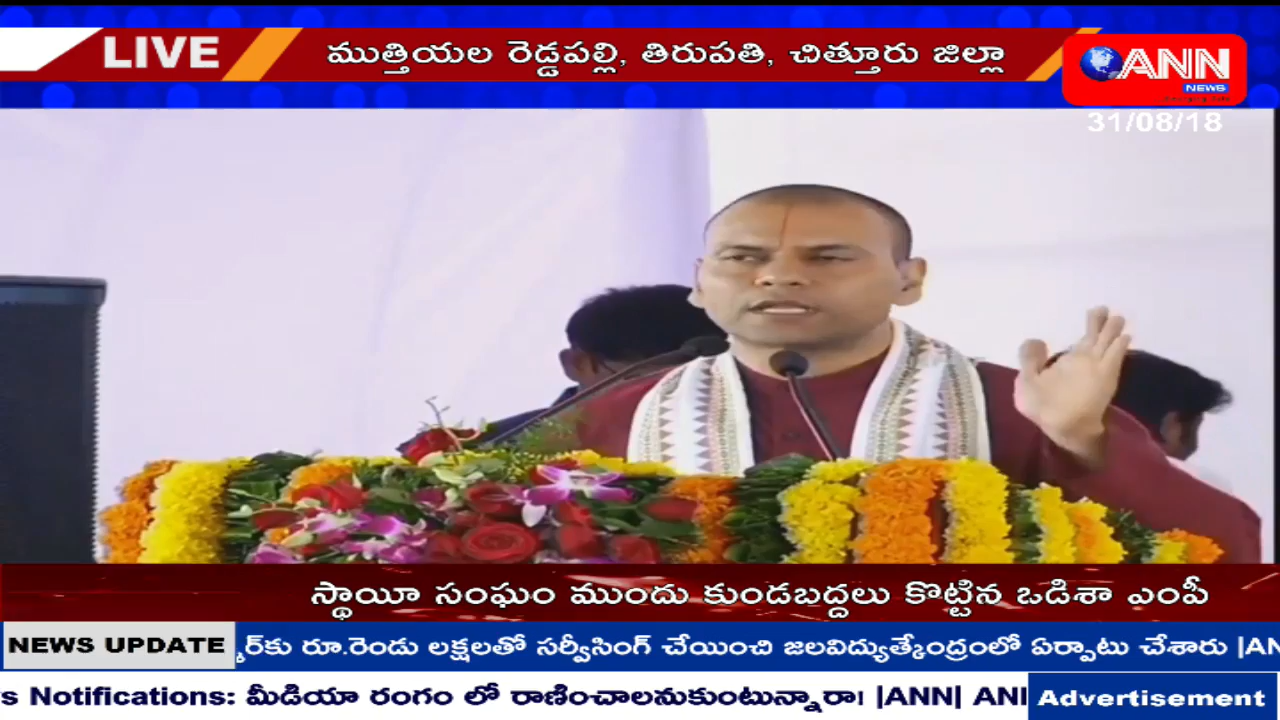 LIVE ముత్తియల రెడ్డపల్లి, తిరుపతి, చిత్తూరు జిల్లా
ANN
NEWS
31/08/18
స్థాయీ సంఘం ముందు కుండబద్దలు కొట్టిన ఒడిశా ఎంపీ
NEWS UPDATE ర్‌కు రూ.రెండు లక్షలతో సర్వీసింగ్ చేయించి జలవిద్యుత్కేంద్రంలో ఏర్పాటు చేశారు |AN
s Notifications: మీడియా రంగం లో రాణించాలనుకుంటున్నారా! |ANN| AN Advertisement